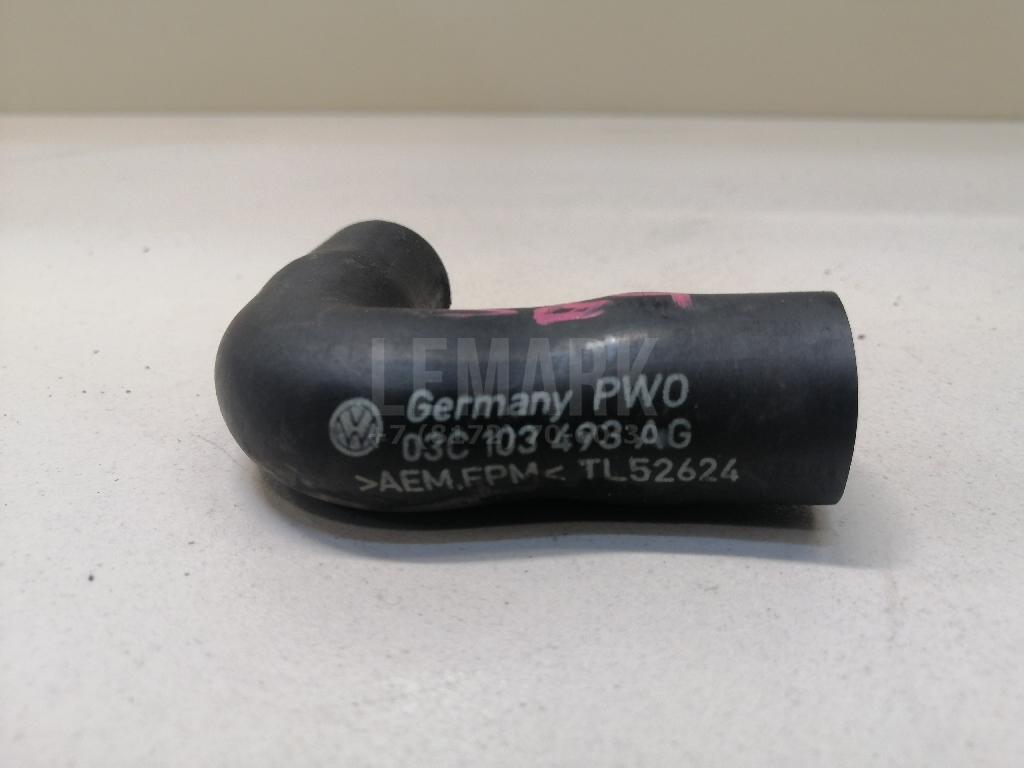 LEMARK
Germany PWO
03C 103 493 AG
>AEM.FPM< TL52624